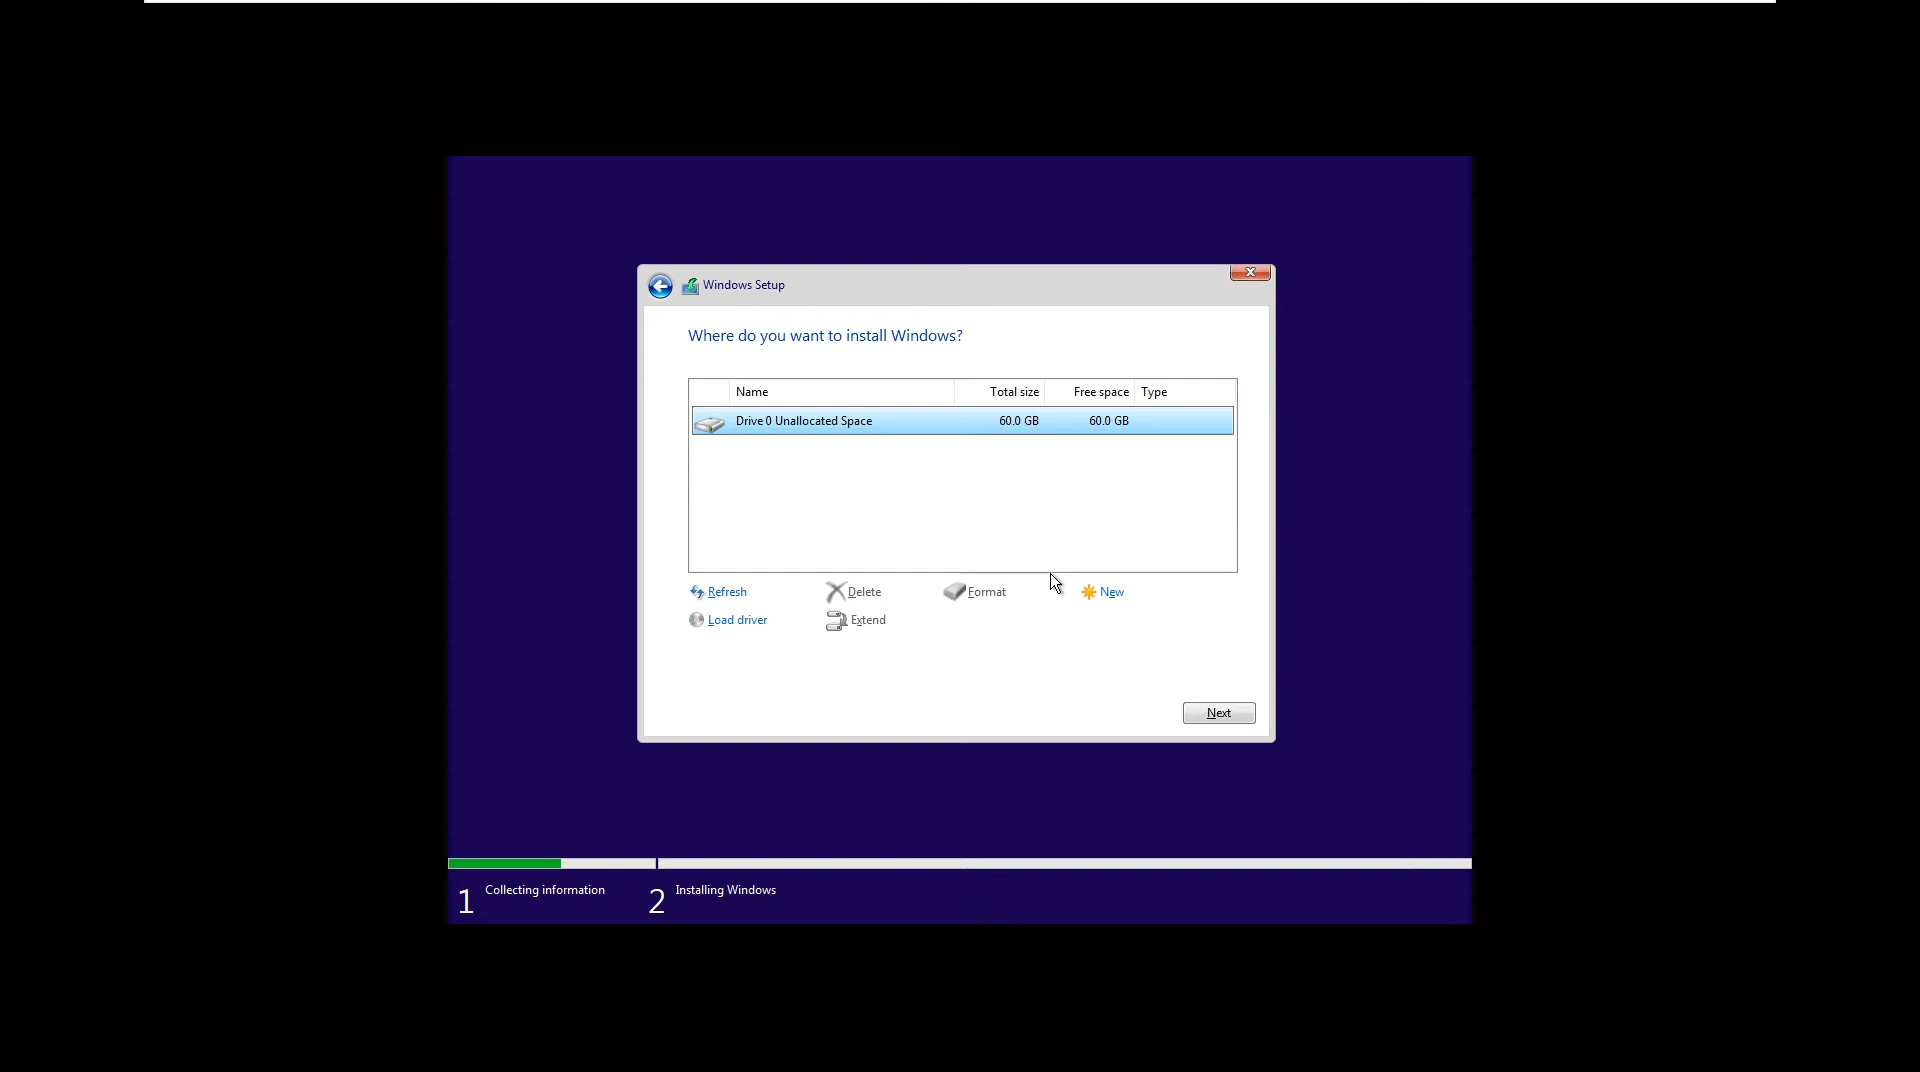 Windows Setup
Where do you want to install Windows?
Name Total size Free space Type
Drive 0 Unallocated Space 60.0 GB 60.0 GB
Refresh Delete Format New
Load driver Extend
Next
1 Collecting information 2 Installing Windows